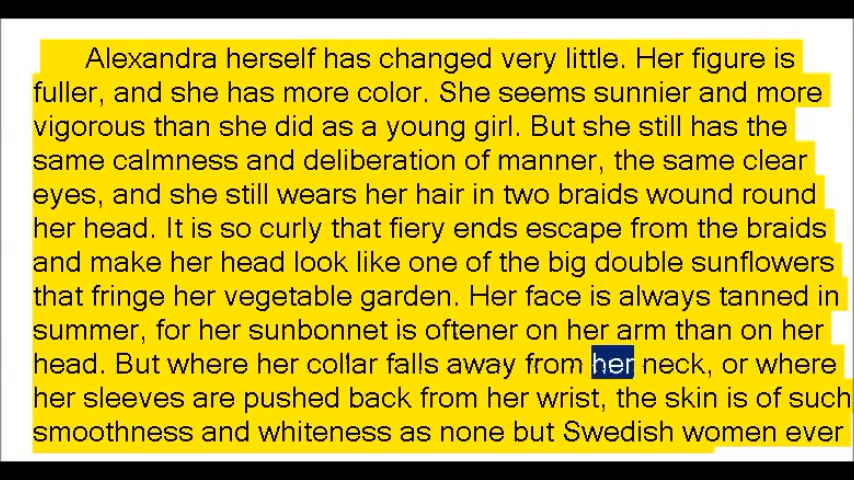 Alexandra herself has changed very little. Her figure is
fuller, and she has more color. She seems sunnier and more
vigorous than she did as a young girl. But she still has the
same calmness and deliberation of manner, the same clear
eyes, and she still wears her hair in two braids wound round
her head. It is so curly that fiery ends escape from the braids
and make her head look like one of the big double sunflowers
that fringe her vegetable garden. Her face is always tanned in
summer, for her sunbonnet is oftener on her arm than on her
head. But where her collar falls away from her neck, or where
her sleeves are pushed back from her wrist, the skin is of such
smoothness and whiteness as none but Swedish women ever